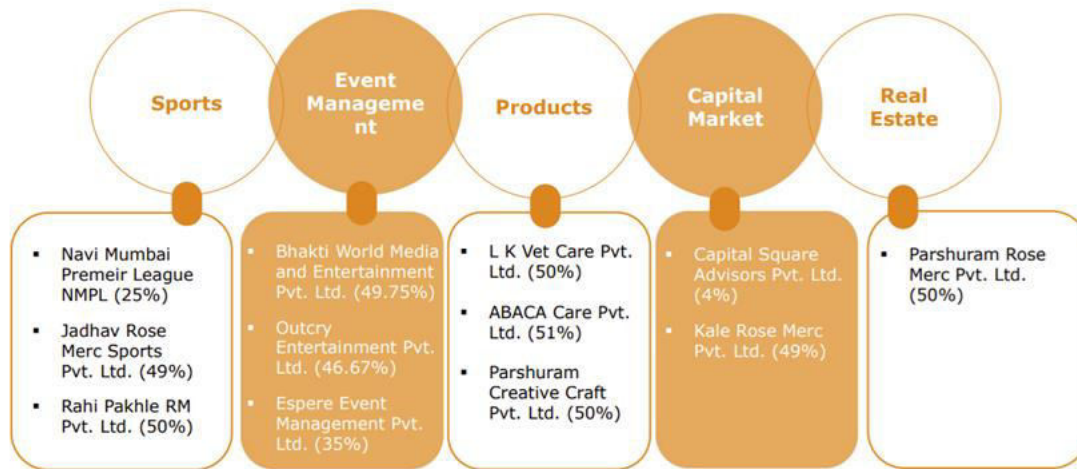 Sports
Event
Manageme
nt
Products
Capital
Market
Real
Estate
▪ Navi Mumbai
Premeir League
NMPL (25%)
▪ Jadhav Rose
Merc Sports
Pvt. Ltd. (49%)
▪ Rahi Pakhle RM
Pvt. Ltd. (50%)
▪ Bhakti World Media
and Entertainment
Pvt. Ltd. (49.75%)
▪ Outcry
Entertainment Pvt.
Ltd. (46.67%)
▪ Espere Event
Management Pvt.
Ltd. (35%)
▪ L K Vet Care Pvt.
Ltd. (50%)
▪ ABACA Care Pvt.
Ltd. (51%)
▪ Parshuram
Creative Craft
Pvt. Ltd. (50%)
▪ Capital Square
Advisors Pvt. Ltd.
(4%)
▪ Kale Rose Merc
Pvt. Ltd. (49%)
▪ Parshuram Rose
Merc Pvt. Ltd.
(50%)